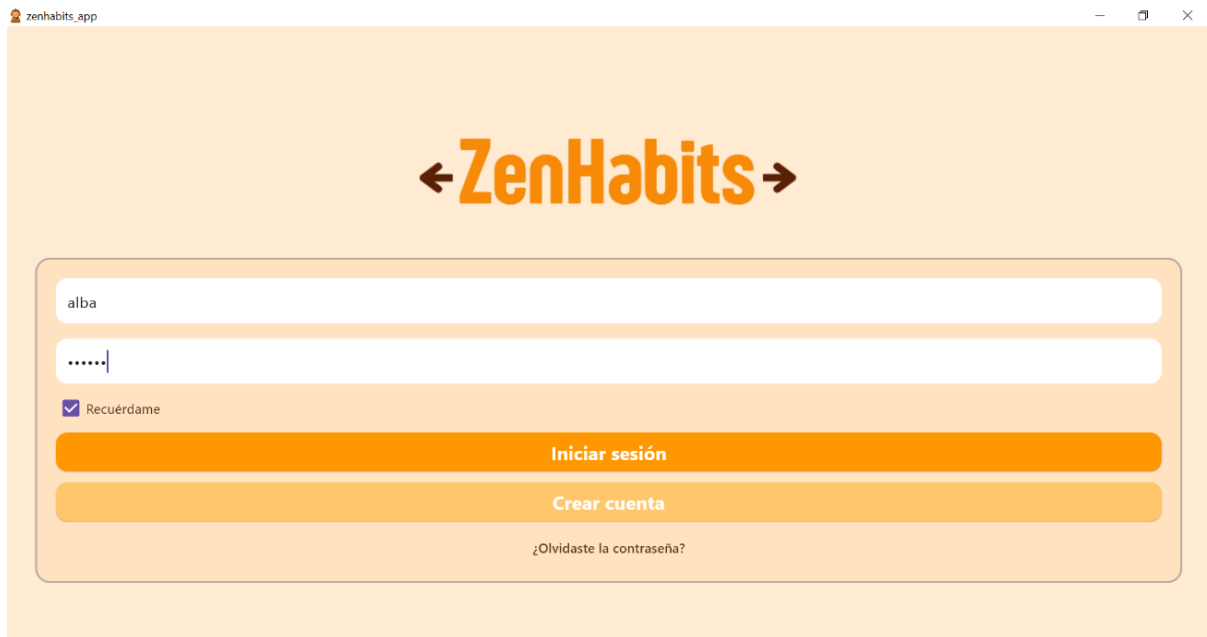 zenhabits_app
ZenHabits
alba
••••••
Recuérdame
Iniciar sesión
Crear cuenta
¿Olvidaste la contraseña?